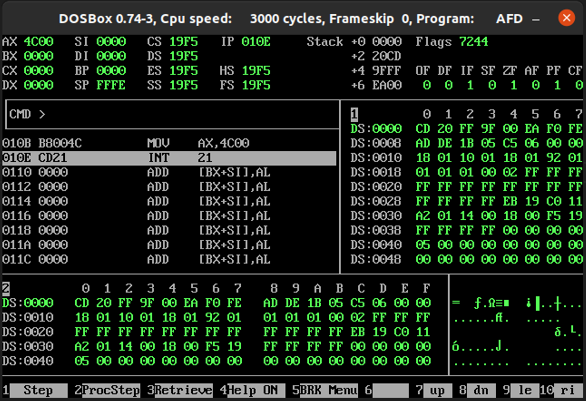 DOSBox 0.74-3, Cpu speed: 3000 cycles, Frameskip 0, Program: AFD
AX 4C00 SI 0000 CS 19F5 IP 010E Stack +0 0000 Flags 7244
BX 0000 DI 0000 DS 19F5 +2 20CD
CX 0000 BP 0000 ES 19F5 HS 19F5 +4 9FFF OF DF IF SF ZF AF PF CF
DX 0000 SP FFFE SS 19F5 FS 19F5 +6 EA00 0 0 1 0 1 0 1 0
CMD > 1 0 1 2 3 4 5 6 7
DS:0000 CD 20 FF 9F 00 EA F0 FE
010B B8004C MOV AX,4C00 DS:0008 AD DE 1B 05 C5 06 00 00
010E CD21 INT 21 DS:0010 18 01 10 01 18 01 92 01
0110 0000 ADD [BX+SI],AL DS:0018 01 01 01 00 02 FF FF FF
0112 0000 ADD [BX+SI],AL DS:0020 FF FF FF FF FF FF FF FF
0114 0000 ADD [BX+SI],AL DS:0028 FF FF FF FF EB 19 C0 11
0116 0000 ADD [BX+SI],AL DS:0030 A2 01 14 00 18 00 F5 19
0118 0000 ADD [BX+SI],AL DS:0038 FF FF FF FF 00 00 00 00
011A 0000 ADD [BX+SI],AL DS:0040 05 00 00 00 00 00 00 00
011C 0000 ADD [BX+SI],AL DS:0048 00 00 00 00 00 00 00 00
2 0 1 2 3 4 5 6 7 8 9 A B C D E F
DS:0000 CD 20 FF 9F 00 EA F0 FE AD DE 1B 05 C5 06 00 00
DS:0010 18 01 10 01 18 01 92 01 01 01 01 00 02 FF FF FF
DS:0020 FF FF FF FF FF FF FF FF FF FF FF FF EB 19 C0 11
DS:0030 A2 01 14 00 18 00 F5 19 FF FF FF FF 00 00 00 00
DS:0040 05 00 00 00 00 00 00 00 00 00 00 00 00 00 00 00
1 Step 2 ProcStep 3 Retrieve 4 Help ON 5 BRK Menu 6 7 up 8 dn 9 le 10 ri